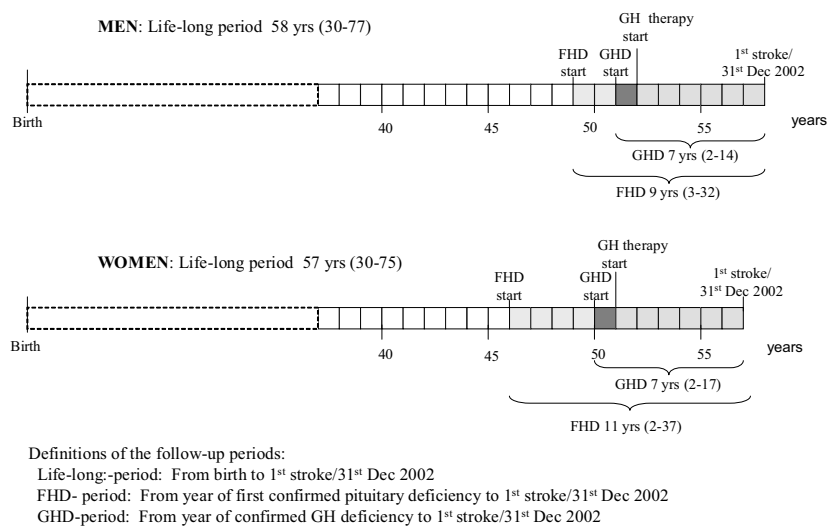 MEN: Life-long period 58 yrs (30-77)
GH therapy
start
FHD
start
GHD
start
1st stroke/
31st Dec 2002
Birth
40
45
50
55
years
GHD 7 yrs (2-14)
FHD 9 yrs (3-32)
WOMEN: Life-long period 57 yrs (30-75)
GH therapy
start
FHD
start
GHD
start
1st stroke/
31st Dec 2002
Birth
40
45
50
55
years
GHD 7 yrs (2-17)
FHD 11 yrs (2-37)
Definitions of the follow-up periods:
Life-long:-period: From birth to 1st stroke/31st Dec 2002
FHD- period: From year of first confirmed pituitary deficiency to 1st stroke/31st Dec 2002
GHD-period: From year of confirmed GH deficiency to 1st stroke/31st Dec 2002